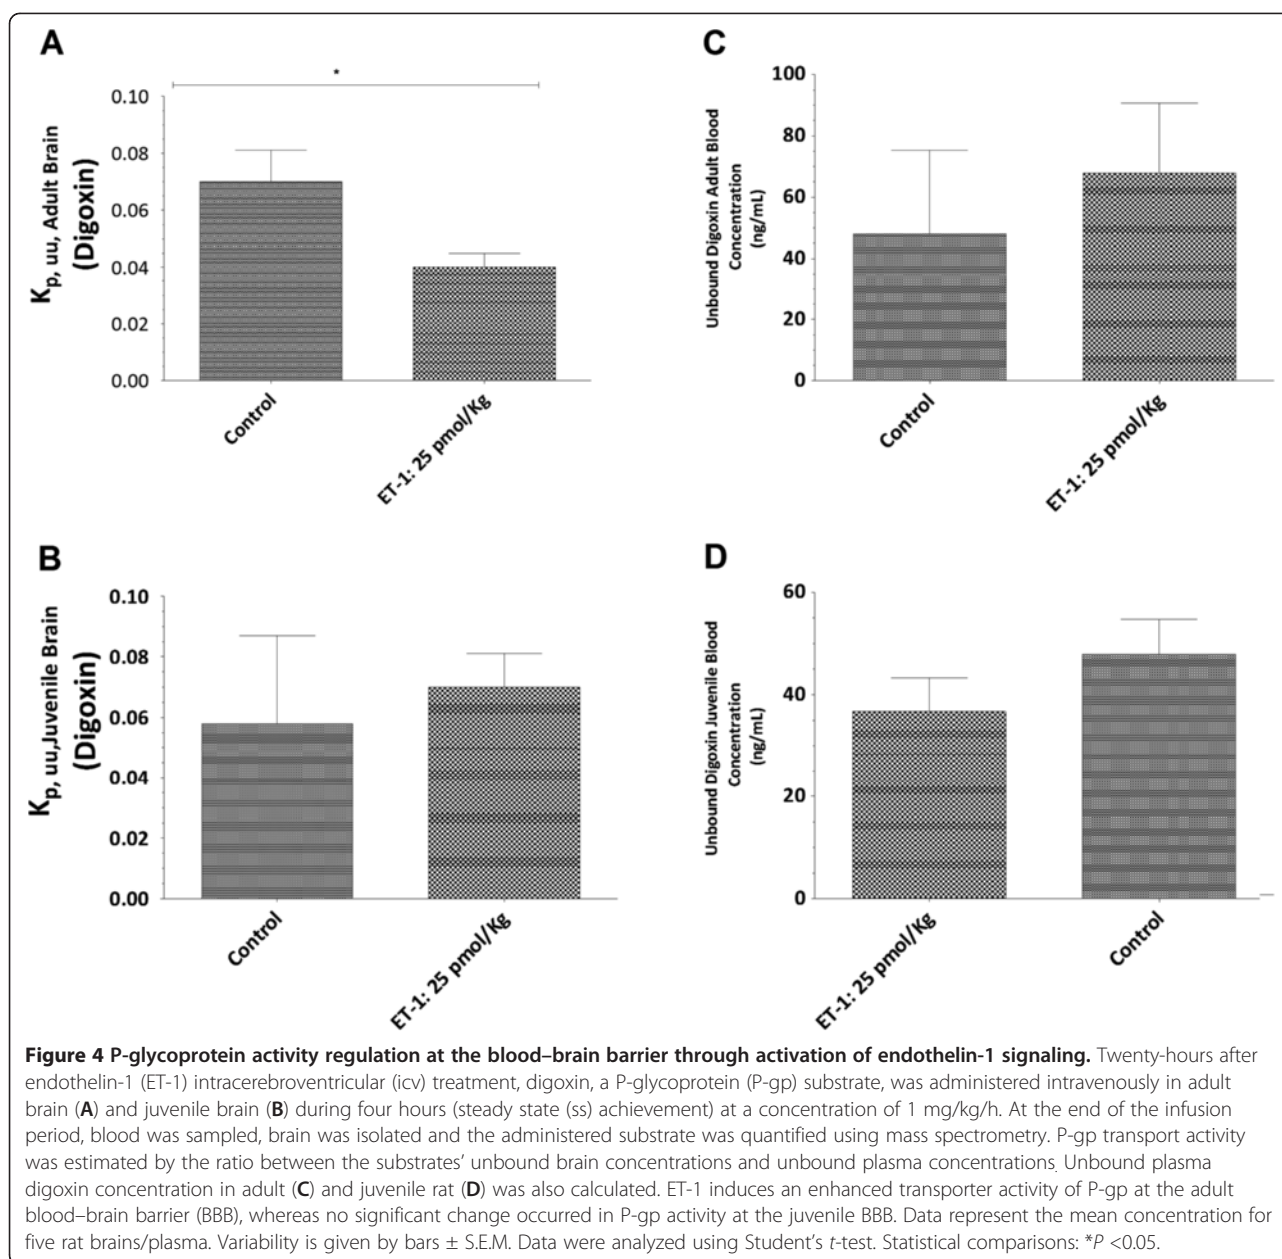 A
*
K p, uu, Adult Brain
(Digoxin)
0.10
0.08
0.06
0.04
0.02
0.00
Control
ET-1: 25 pmol/Kg
C
Unbound Digoxin Adult Blood
Concentration
(ng/mL)
100
80
60
40
20
0
Control
ET-1: 25 pmol/Kg
B
K p, uu,Juvenile Brain
(Digoxin)
0.10
0.08
0.06
0.04
0.02
0.00
Control
ET-1: 25 pmol/Kg
D
Unbound Digoxin Juvenile Blood
Concentration
(ng/mL)
60
40
20
0
ET-1: 25 pmol/Kg
Control
Figure 4 P-glycoprotein activity regulation at the blood–brain barrier through activation of endothelin-1 signaling. Twenty-hours after
endothelin-1 (ET-1) intracerebroventricular (icv) treatment, digoxin, a P-glycoprotein (P-gp) substrate, was administered intravenously in adult
brain (A) and juvenile brain (B) during four hours (steady state (ss) achievement) at a concentration of 1 mg/kg/h. At the end of the infusion
period, blood was sampled, brain was isolated and the administered substrate was quantified using mass spectrometry. P-gp transport activity
was estimated by the ratio between the substrates' unbound brain concentrations and unbound plasma concentrations. Unbound plasma
digoxin concentration in adult (C) and juvenile rat (D) was also calculated. ET-1 induces an enhanced transporter activity of P-gp at the adult
blood–brain barrier (BBB), whereas no significant change occurred in P-gp activity at the juvenile BBB. Data represent the mean concentration for
five rat brains/plasma. Variability is given by bars ± S.E.M. Data were analyzed using Student's t-test. Statistical comparisons: *P <0.05.